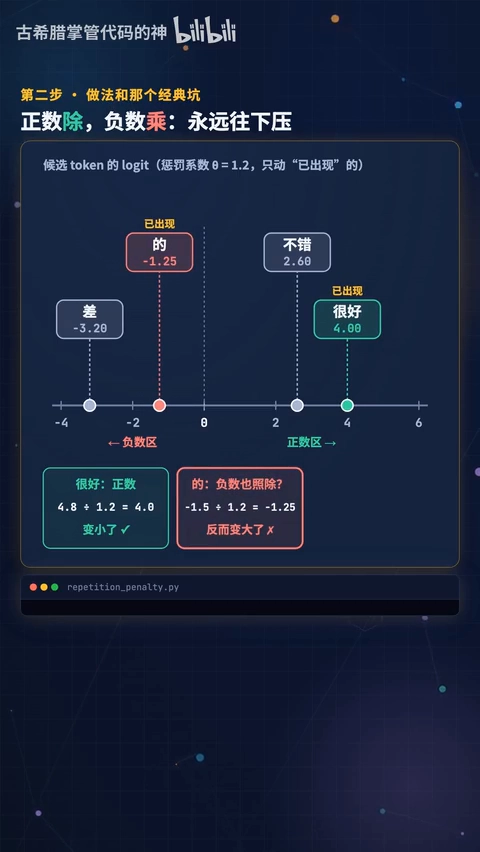 古希腊掌管代码的神 bilibili
第二步 · 做法和那个经典坑
正数除，负数乘：永远往下压
候选 token 的 logit（惩罚系数 θ = 1.2，只动“已出现”的）
已出现
的
-1.25
不错
2.60
已出现
差
-3.20
很好
4.00
-4 -2 0 2 4 6
← 负数区 正数区 →
很好：正数
4.8 ÷ 1.2 = 4.0
变小了 ✓
的：负数也照除？
-1.5 ÷ 1.2 = -1.25
反而变大了 ✗
repetition_penalty.py